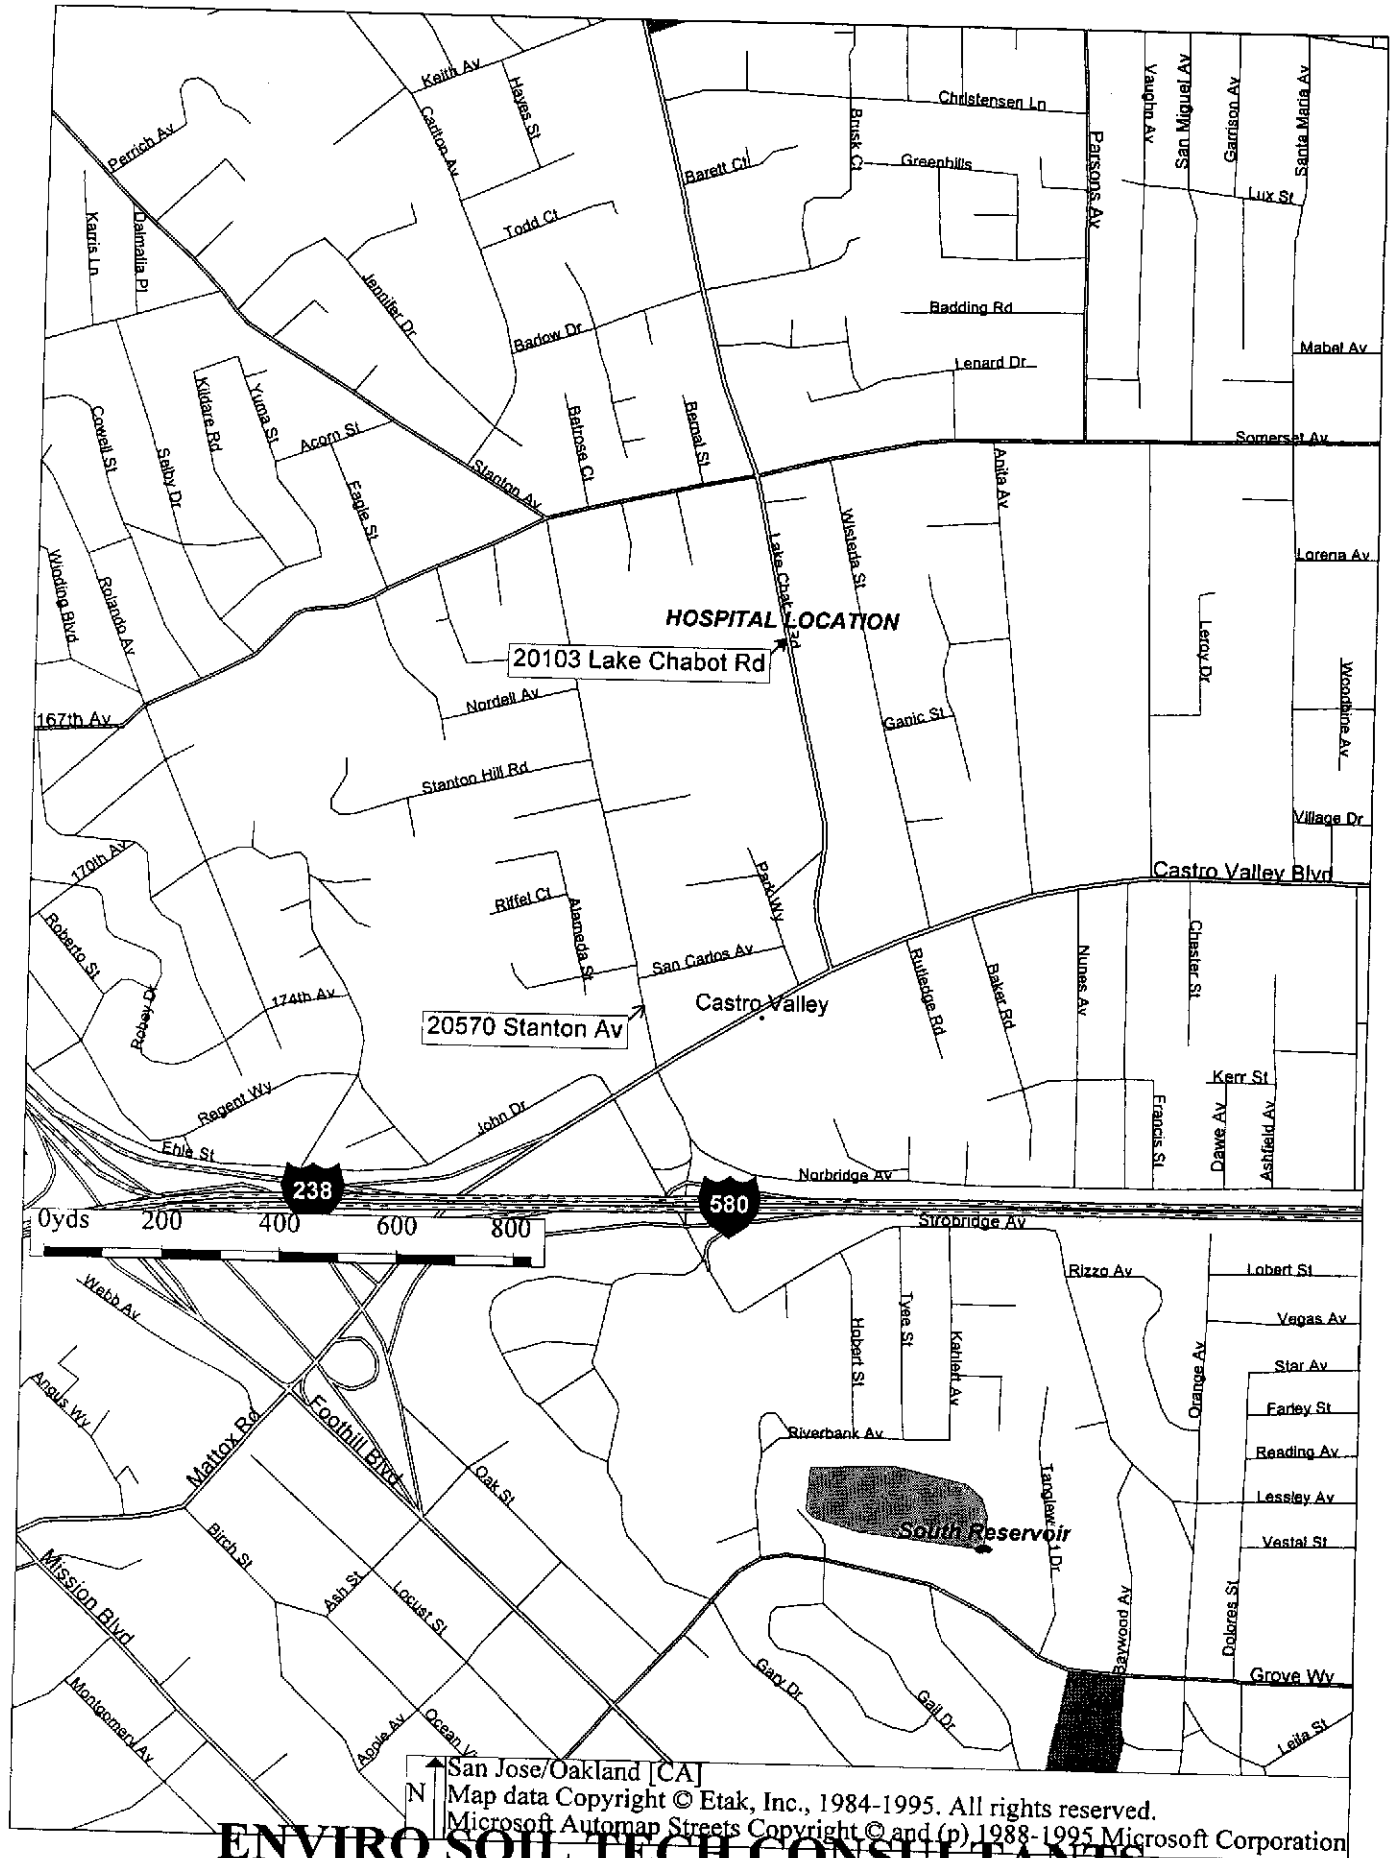 Keith Av
Hayes St
Carlton Av
Perrich Av
Christensen Ln
Brusk Ct
Vaughn Av
San Miguel Av
Garrison Av
Santa Maria Av
Parsons Av
Barett Ct
Greenhills
Lux St
Karris Ln
Dalmatia Pl
Todd Ct
Jennifer Dr
Barlow Dr
Badding Rd
Lenard Dr
Mabel Av
Cowell St
Selby Dr
Kildare Rd
Yuma St
Acorn St
Eagle St
Stanton Av
Belrose Ct
Bernal St
Somerset Av
Anita Av
Wisteria St
Lorena Av
Winding Blvd
Rolando Av
HOSPITAL LOCATION
20103 Lake Chabot Rd
Leroy Dr
Woodbine Av
Nordell Av
167th Av
Ganic St
Stanton Hill Rd
Village Dr
170th Av
Castro Valley Blvd
Park Wy
Riffel Ct
Alameda St
Roberto St
San Carlos Av
Rutledge Rd
Baker Rd
Nunes Av
Chester St
Robey Dr
174th Av
Castro Valley
20570 Stanton Av
Regent Wy
John Dr
Kerr St
Francis St
Dawe Av
Ashfield Av
Ehle St
Norbridge Av
238
580
0yds 200 400 600 800
Strobridge Av
Webb Av
Rizzo Av
Lobert St
Hobert St
Tyee St
Kahlert Av
Vegas Av
Orange Av
Star Av
Angus Wy
Farley St
Mattox Rd
Foothill Blvd
Riverbank Av
Reading Av
Oak St
Lessley Av
South Reservoir
Vestal St
Birch St
Mission Blvd
Ash St
Locust St
Baywood Av
Dolores St
Gary Dr
Gail Dr
Grove Wy
Montgomery Av
Apple Av
Leila St
N
San Jose/Oakland [CA]
Map data Copyright © Etak, Inc., 1984-1995. All rights reserved.
Microsoft Automap Streets Copyright © and (p) 1988-1995 Microsoft Corporation
ENVIRO SOIL TECH CONSULTANTS